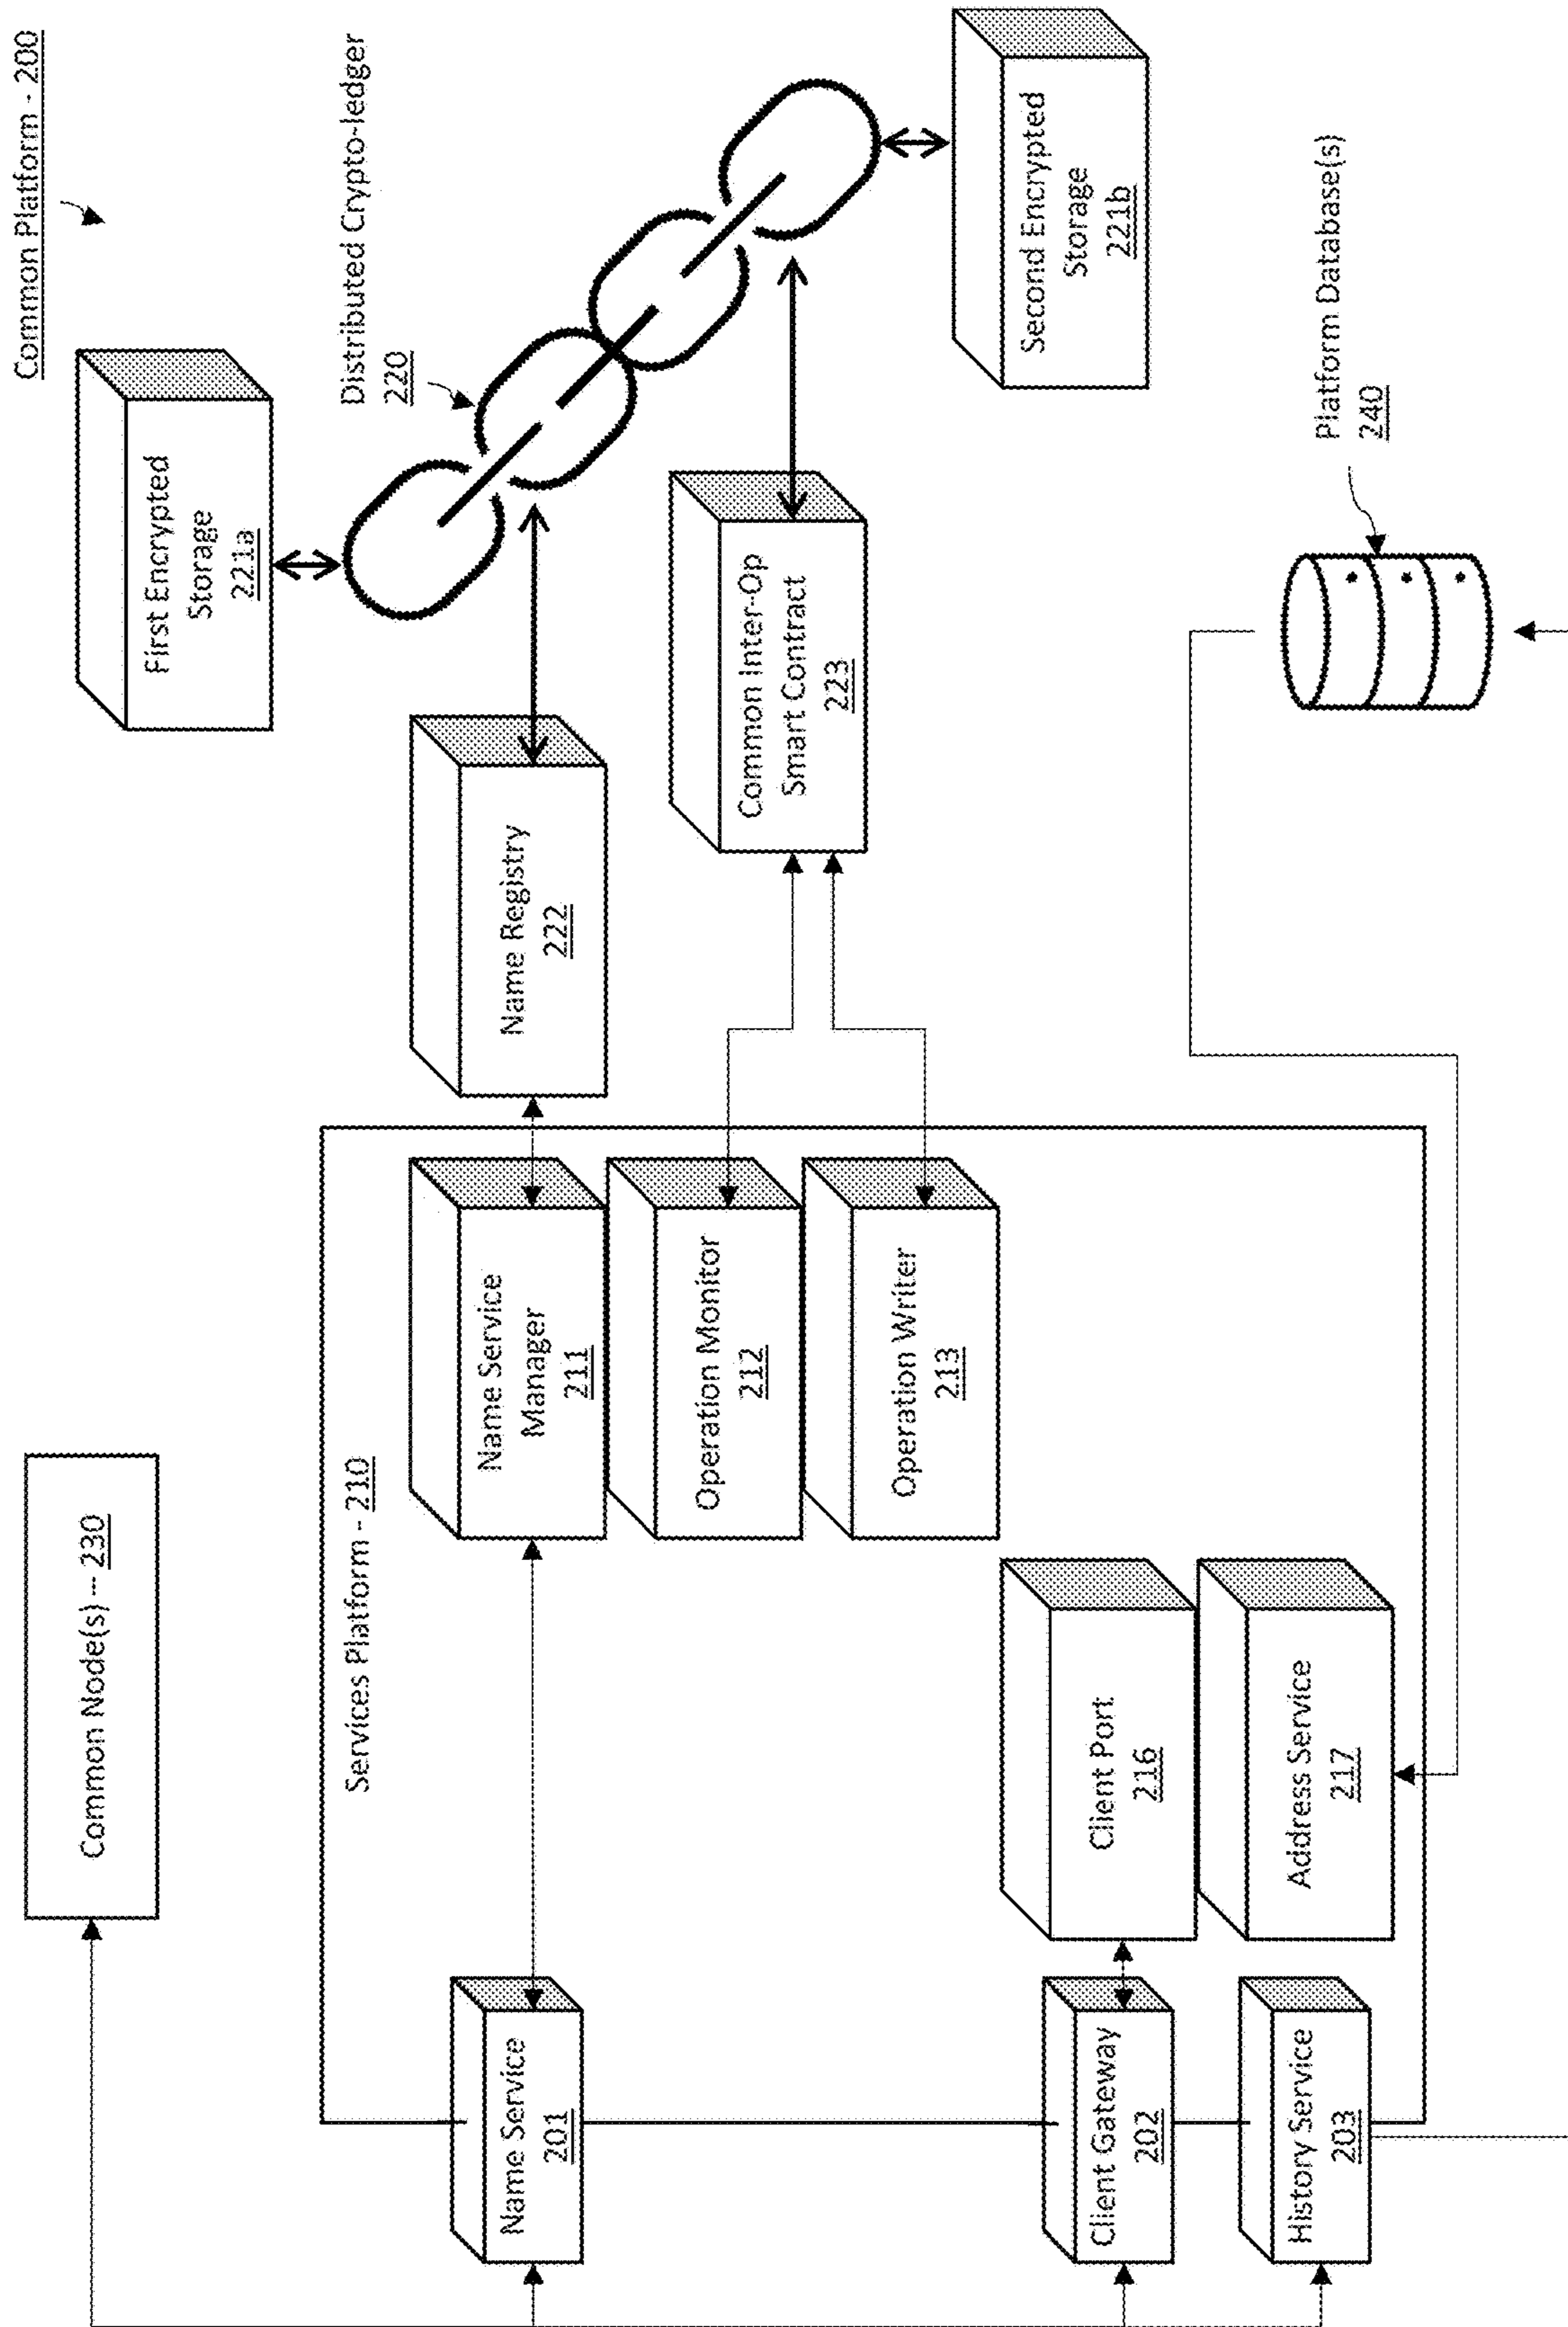 Common Platform - 200
Common Node(s) --- 230
First Encrypted
Storage
221a
Distributed Crypto-ledger
220
Services Platform - 210
Name Service
201
Name Service
Manager
211
Name Registry
222
Operation Monitor
212
Common Inter-Op
Smart Contract
223
Operation Writer
213
Second Encrypted
Storage
221b
Client Gateway
202
Client Port
216
History Service
203
Address Service
217
Platform Database(s)
240